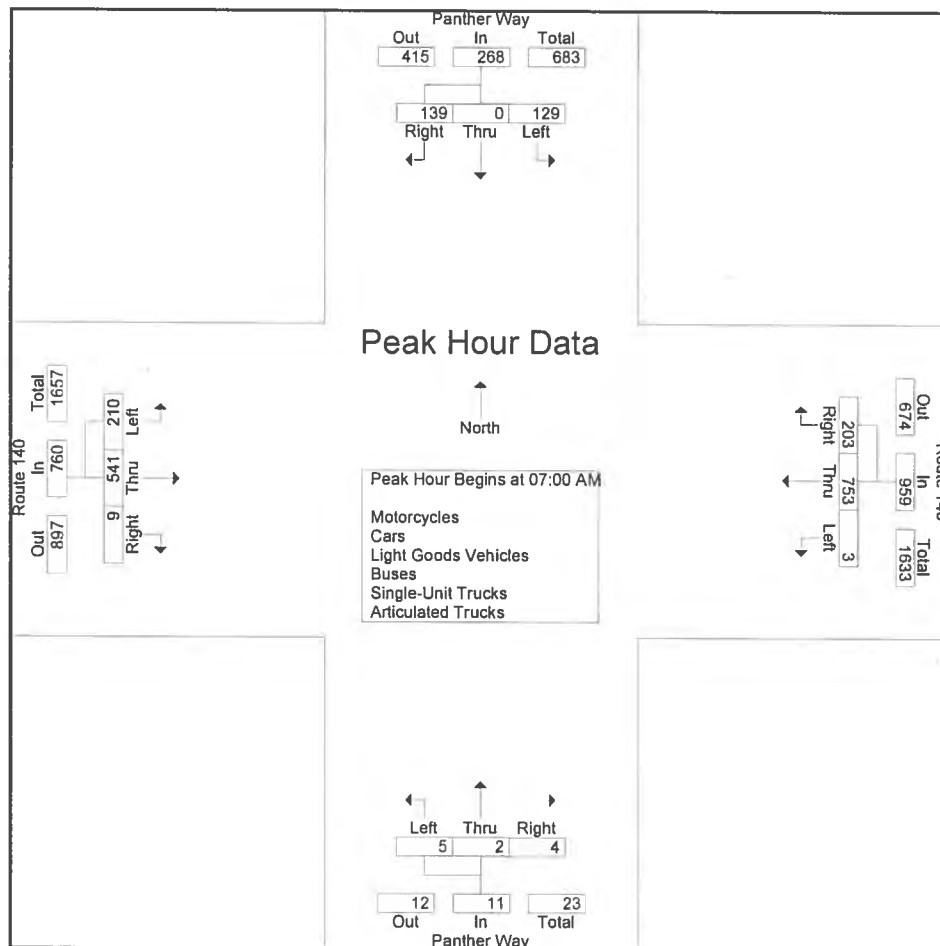 Panther Way
Out In Total
415 268 683
139 0 129
Right Thru Left
Peak Hour Data
North
Peak Hour Begins at 07:00 AM
Motorcycles
Cars
Light Goods Vehicles
Buses
Single-Unit Trucks
Articulated Trucks
Route 140
Out In Total
897 760 1657
210 541 9
Left Thru Right
Out In Total
674 959 1633
203 753 3
Right Thru Left
Left Thru Right
5 2 4
12 11 23
Out In Total
Panther Way